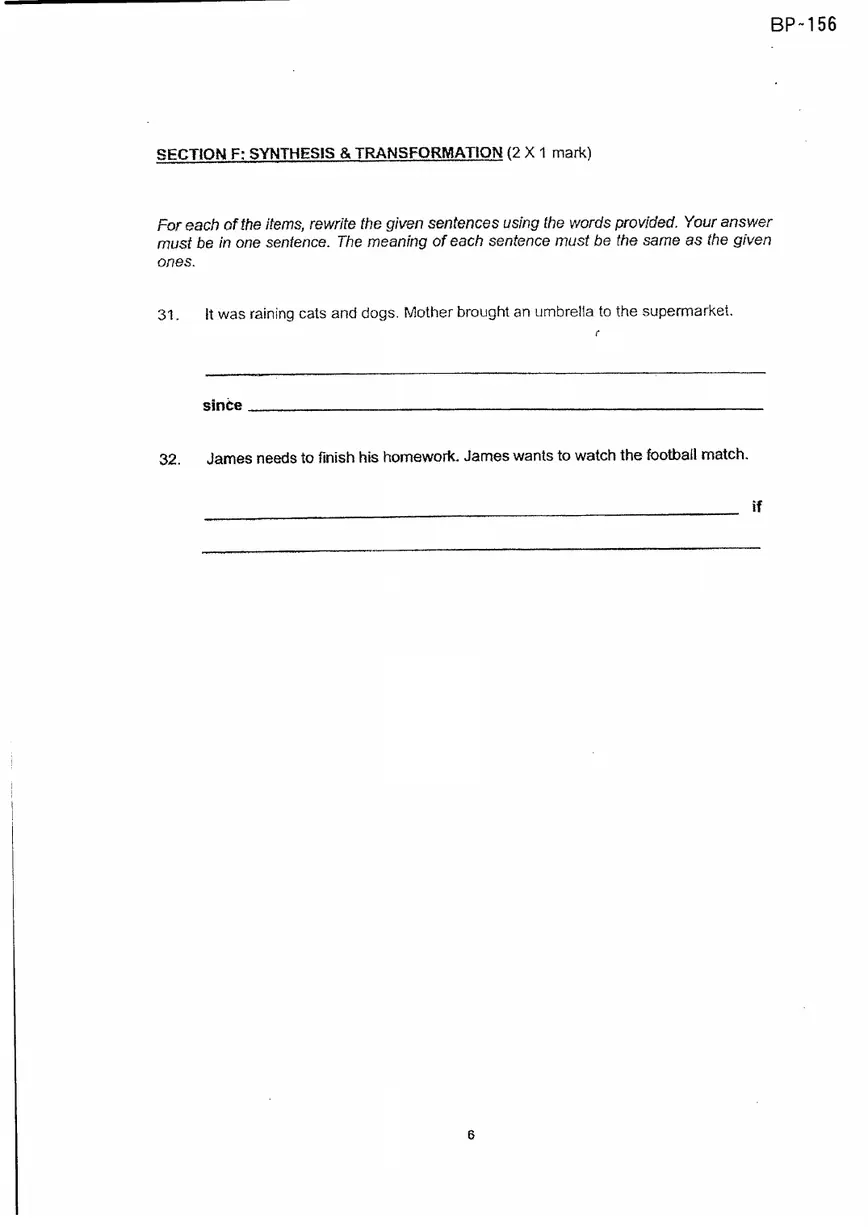 BP-156
SECTION F: SYNTHESIS & TRANSFORMATION (2 X 1 mark)
For each of the items, rewrite the given sentences using the words provided. Your answer
must be in one sentence. The meaning of each sentence must be the same as the given
ones.
31. It was raining cats and dogs. Mother brought an umbrella to the supermarket.
since
32. James needs to finish his homework. James wants to watch the football match.
if
6